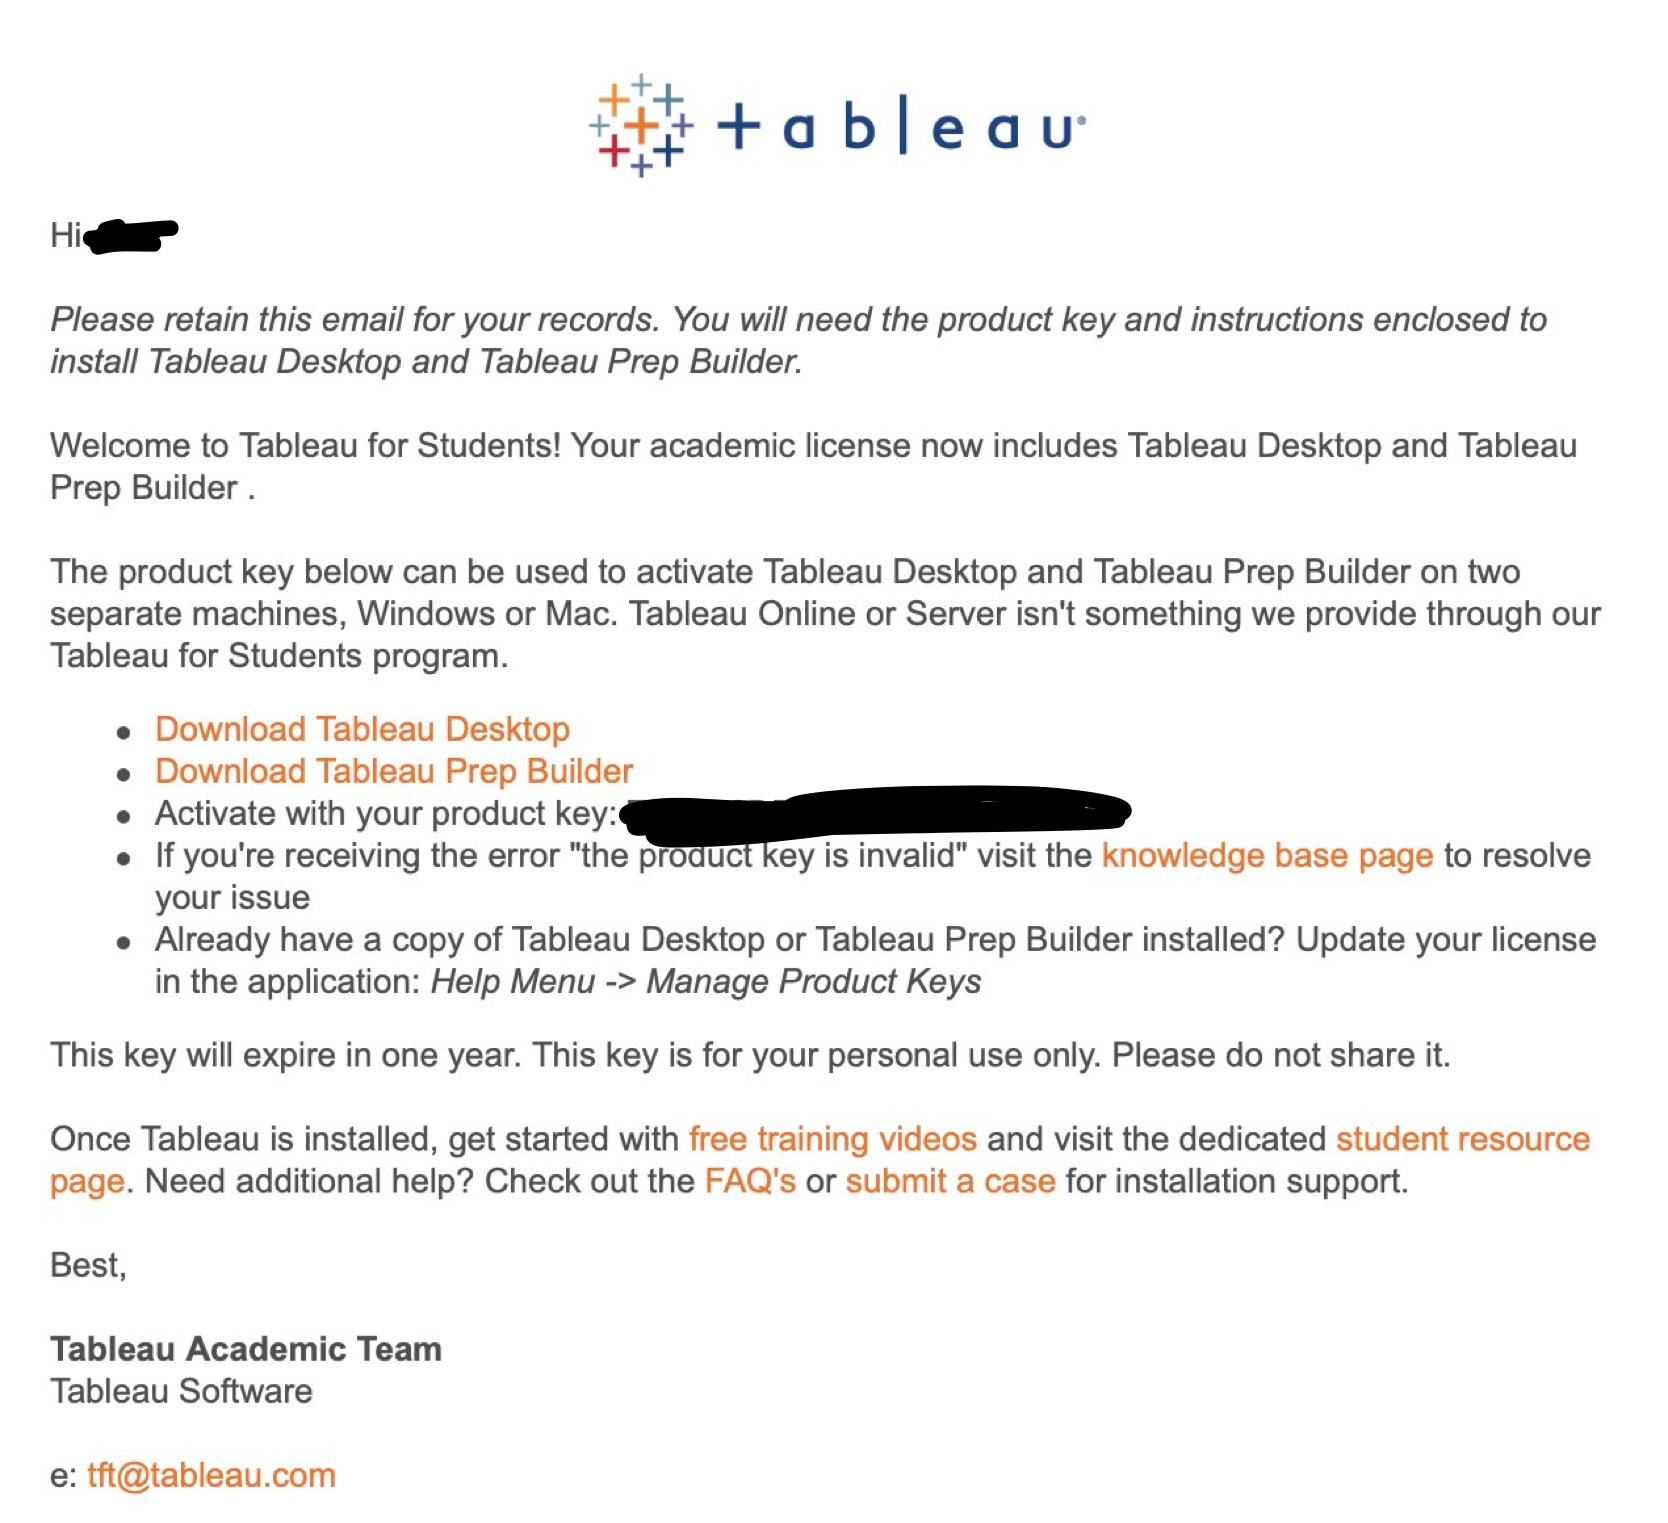 +ableau®
Hi
Please retain this email for your records. You will need the product key and instructions enclosed to
install Tableau Desktop and Tableau Prep Builder.
Welcome to Tableau for Students! Your academic license now includes Tableau Desktop and Tableau
Prep Builder .
The product key below can be used to activate Tableau Desktop and Tableau Prep Builder on two
separate machines, Windows or Mac. Tableau Online or Server isn't something we provide through our
Tableau for Students program.
• Download Tableau Desktop
• Download Tableau Prep Builder
• Activate with your product key:
• If you're receiving the error "the product key is invalid" visit the knowledge base page to resolve
your issue
• Already have a copy of Tableau Desktop or Tableau Prep Builder installed? Update your license
in the application: Help Menu -> Manage Product Keys
This key will expire in one year. This key is for your personal use only. Please do not share it.
Once Tableau is installed, get started with free training videos and visit the dedicated student resource
page. Need additional help? Check out the FAQ's or submit a case for installation support.
Best,
Tableau Academic Team
Tableau Software
e: tft@tableau.com